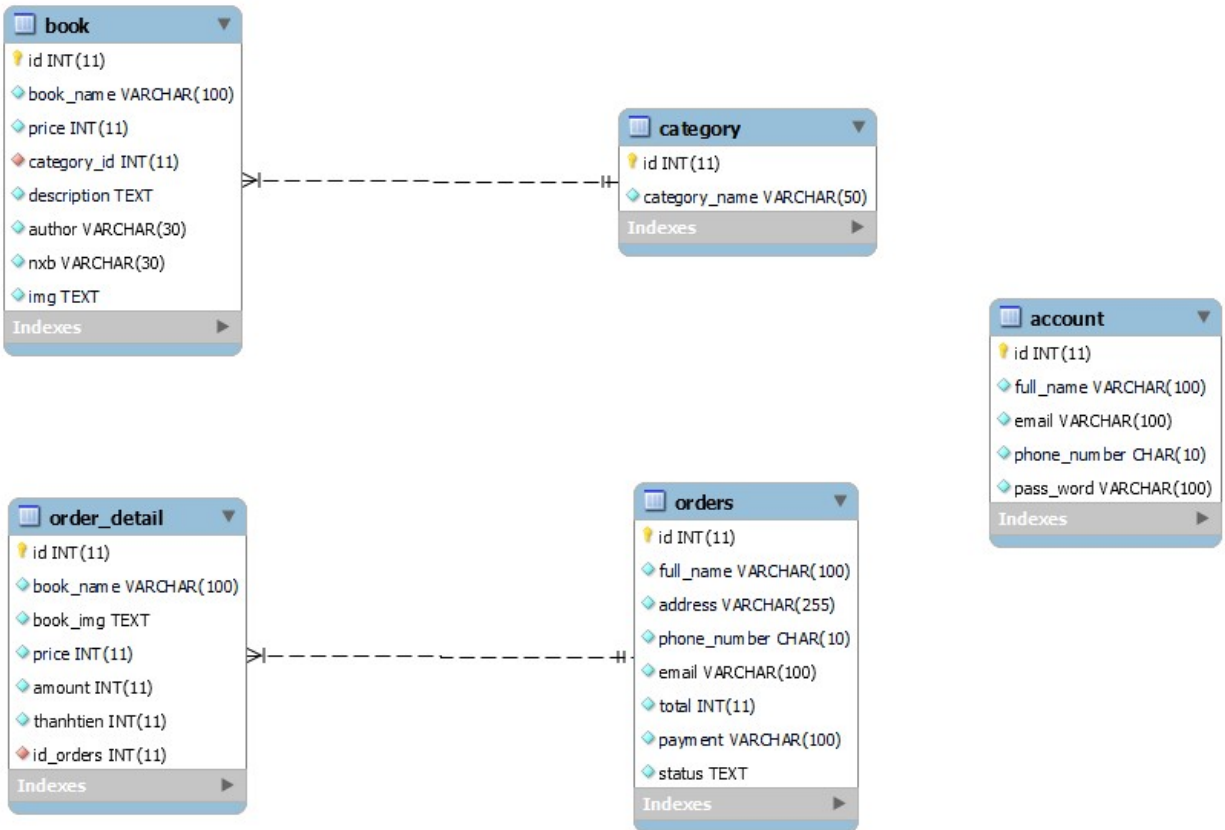 book
id INT(11)
book_name VARCHAR(100)
price INT(11)
category_id INT(11)
description TEXT
author VARCHAR(30)
nxb VARCHAR(30)
img TEXT
Indexes
category
id INT(11)
category_name VARCHAR(50)
Indexes
account
id INT(11)
full_name VARCHAR(100)
email VARCHAR(100)
phone_number CHAR(10)
pass_word VARCHAR(100)
Indexes
order_detail
id INT(11)
book_name VARCHAR(100)
book_img TEXT
price INT(11)
amount INT(11)
thanhtien INT(11)
id_orders INT(11)
Indexes
orders
id INT(11)
full_name VARCHAR(100)
address VARCHAR(255)
phone_number CHAR(10)
email VARCHAR(100)
total INT(11)
payment VARCHAR(100)
status TEXT
Indexes